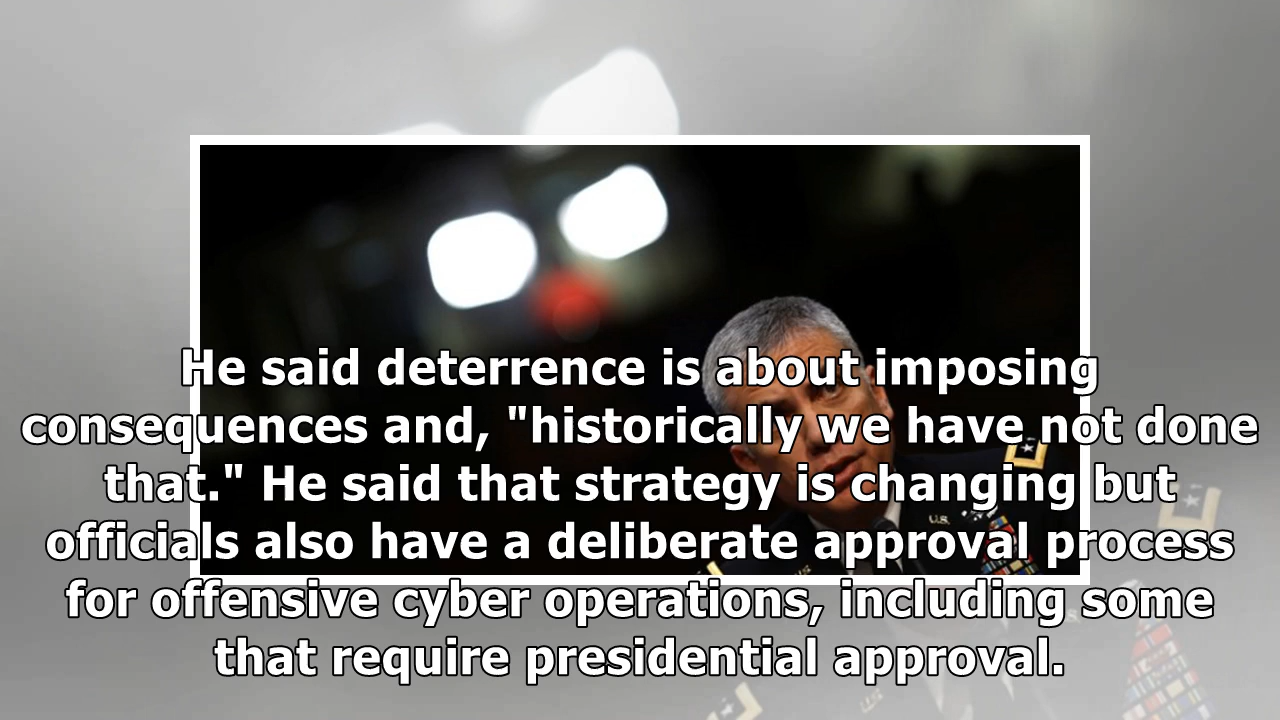 He said deterrence is about imposing
consequences and, "historically we have not done
that." He said that strategy is changing but
officials also have a deliberate approval process
for offensive cyber operations, including some
that require presidential approval.
U.S.